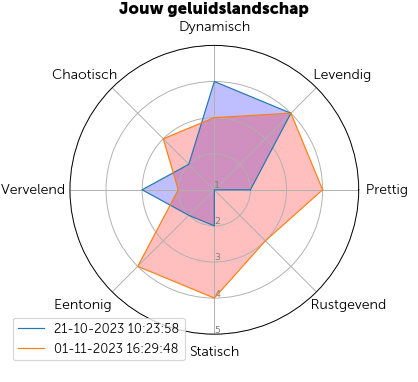 Jouw geluidslandschap
Dynamisch
Chaotisch
Levendig
Vervelend
1
Prettig
2
3
4
Eentonig
Rustgevend
5
Statisch
21-10-2023 10:23:58
01-11-2023 16:29:48